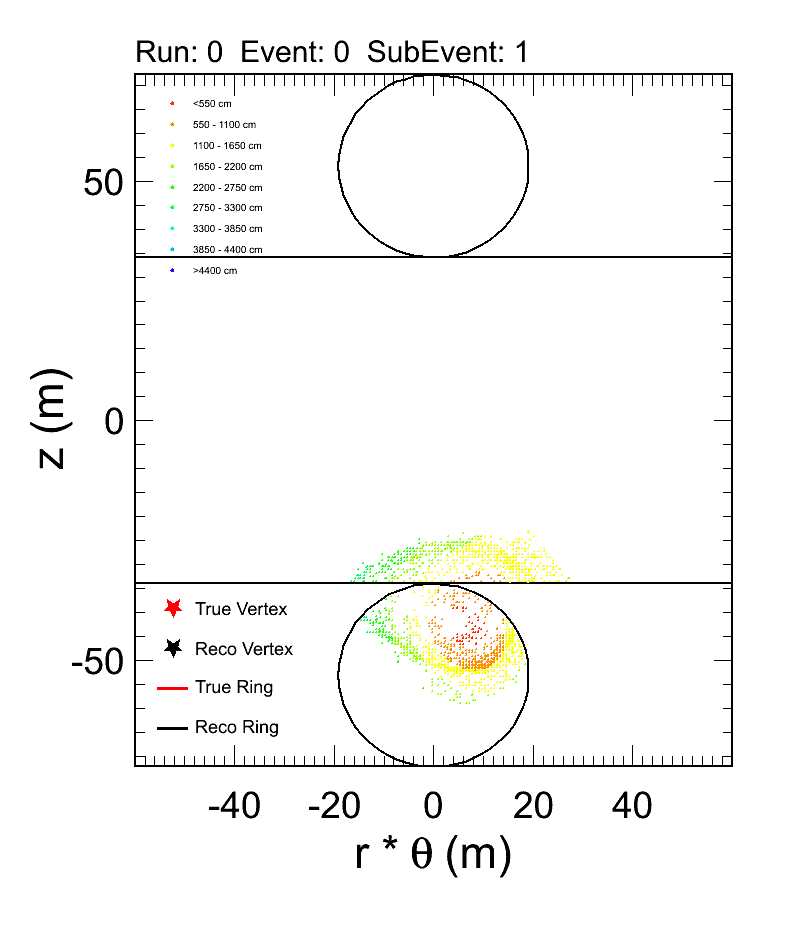 Run: 0 Event: 0 SubEvent: 1
<550 cm
550 - 1100 cm
1100 - 1650 cm
1650 - 2200 cm
2200 - 2750 cm
2750 - 3300 cm
3300 - 3850 cm
3850 - 4400 cm
>4400 cm
50
0
-50
z (m)
True Vertex
Reco Vertex
True Ring
Reco Ring
-40 -20 0 20 40
r * θ (m)